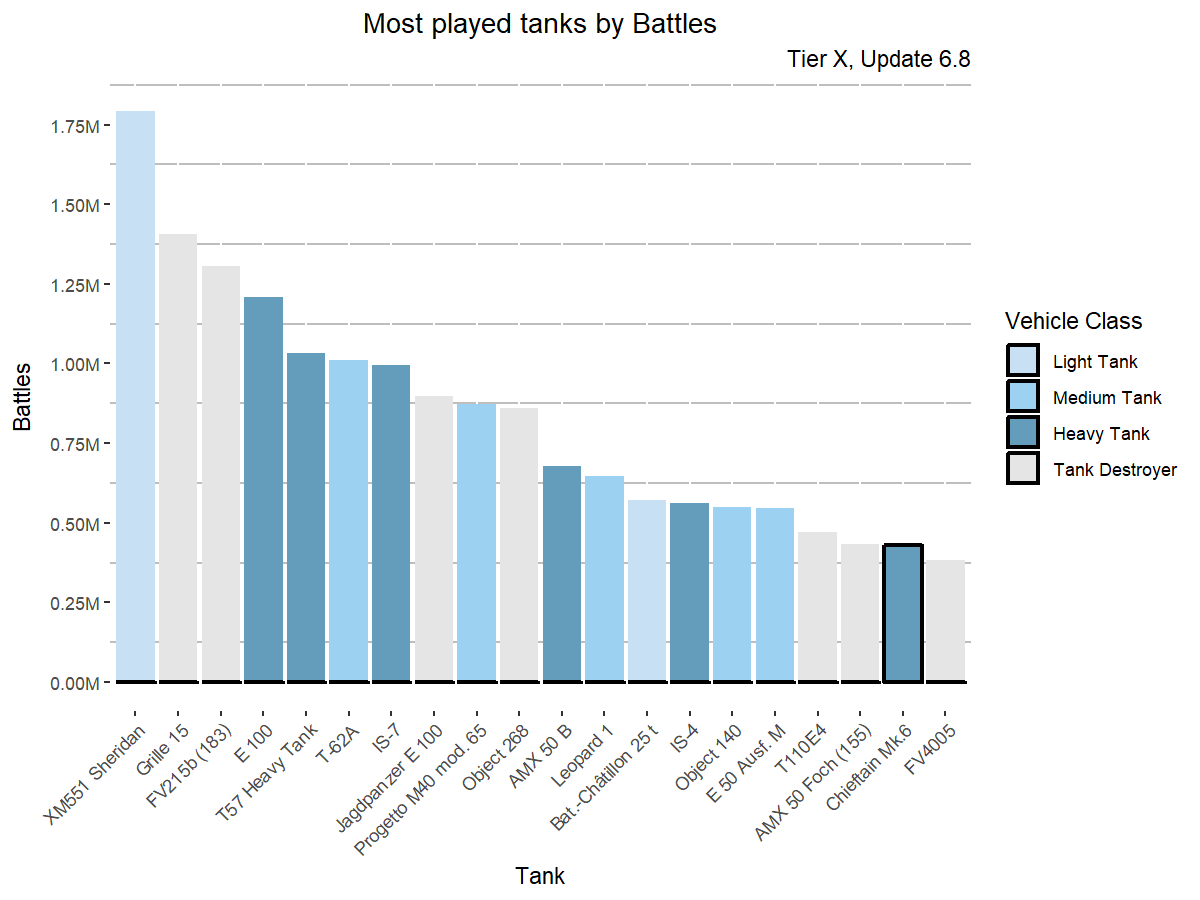 Most played tanks by Battles
Tier X, Update 6.8
Battles
1.75M
1.50M
1.25M
1.00M
0.75M
0.50M
0.25M
0.00M
XM551 Sheridan
Grille 15
FV215b (183)
E 100
T57 Heavy Tank
T-62A
IS-7
Jagdpanzer E 100
Progetto M40 mod. 65
Object 268
AMX 50 B
Leopard 1
Bat.-Châtillon 25 t
IS-4
Object 140
E 50 Ausf. M
T110E4
AMX 50 Foch (155)
Chieftain Mk.6
FV4005
Tank
Vehicle Class
Light Tank
Medium Tank
Heavy Tank
Tank Destroyer